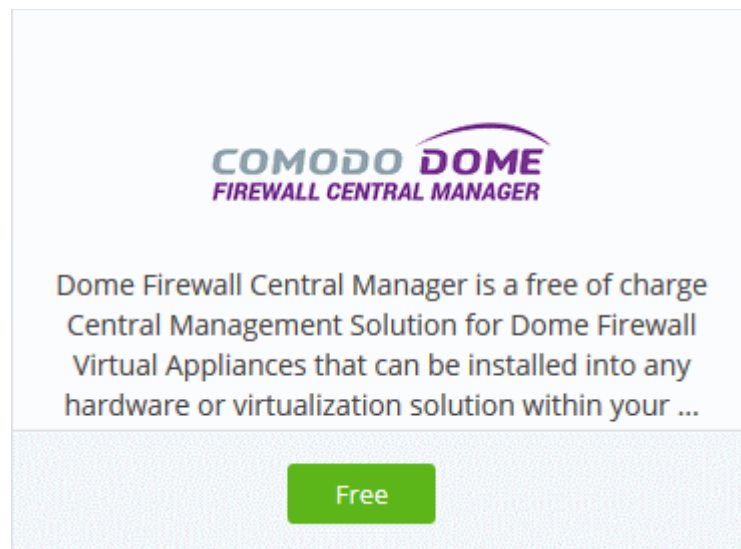 COMODO DOME
FIREWALL CENTRAL MANAGER
Dome Firewall Central Manager is a free of charge
Central Management Solution for Dome Firewall
Virtual Appliances that can be installed into any
hardware or virtualization solution within your ...
Free